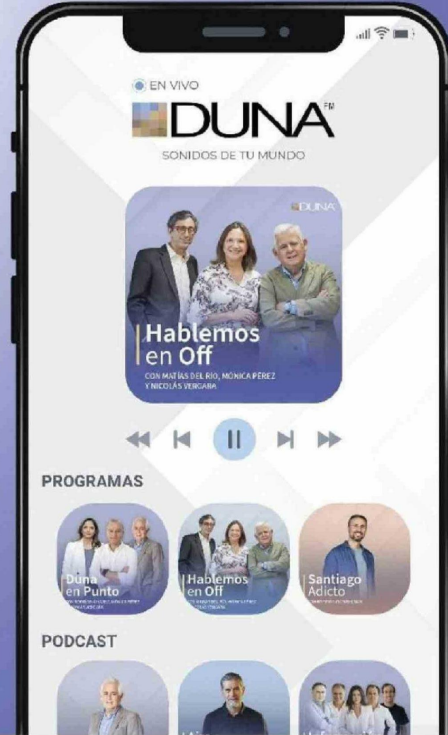 EN VIVO
DUNA FM
SONIDOS DE TU MUNDO
DUNA
Hablemos
en Off
CON MATÍAS DEL RÍO, MÓNICA PÉREZ
Y NICOLÁS VERGARA
PROGRAMAS
Duna
en Punto
Hablemos
en Off
Santiago
Adicto
PODCAST